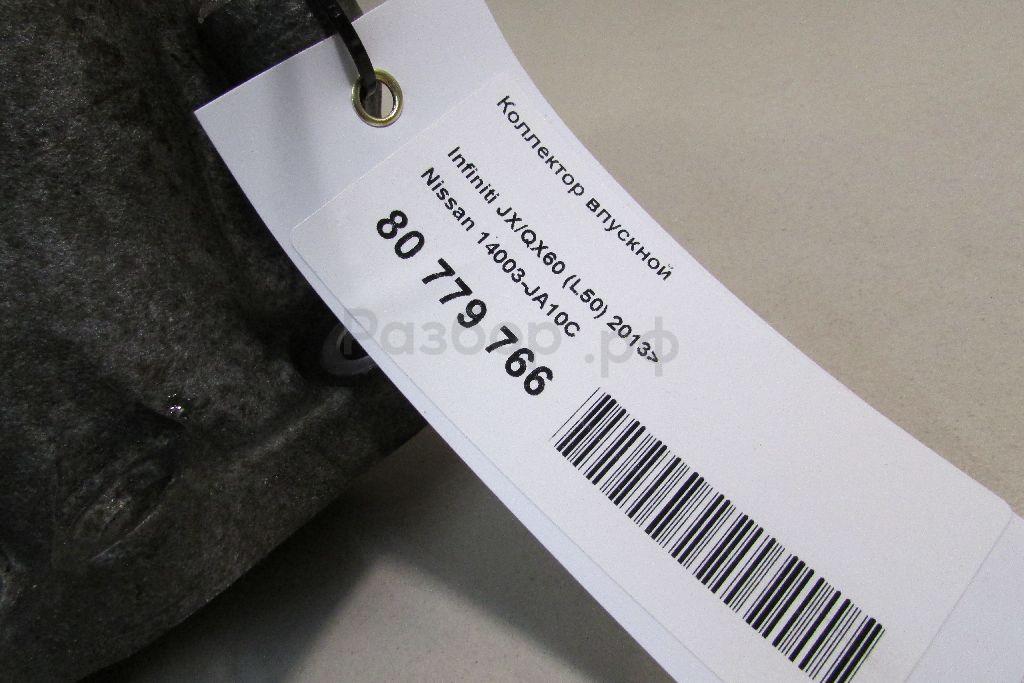 Коллектор впускной
Infiniti JX/QX60 (L50) 2013>
Nissan 14003-JA10C
80 779 766
Разбор.рф